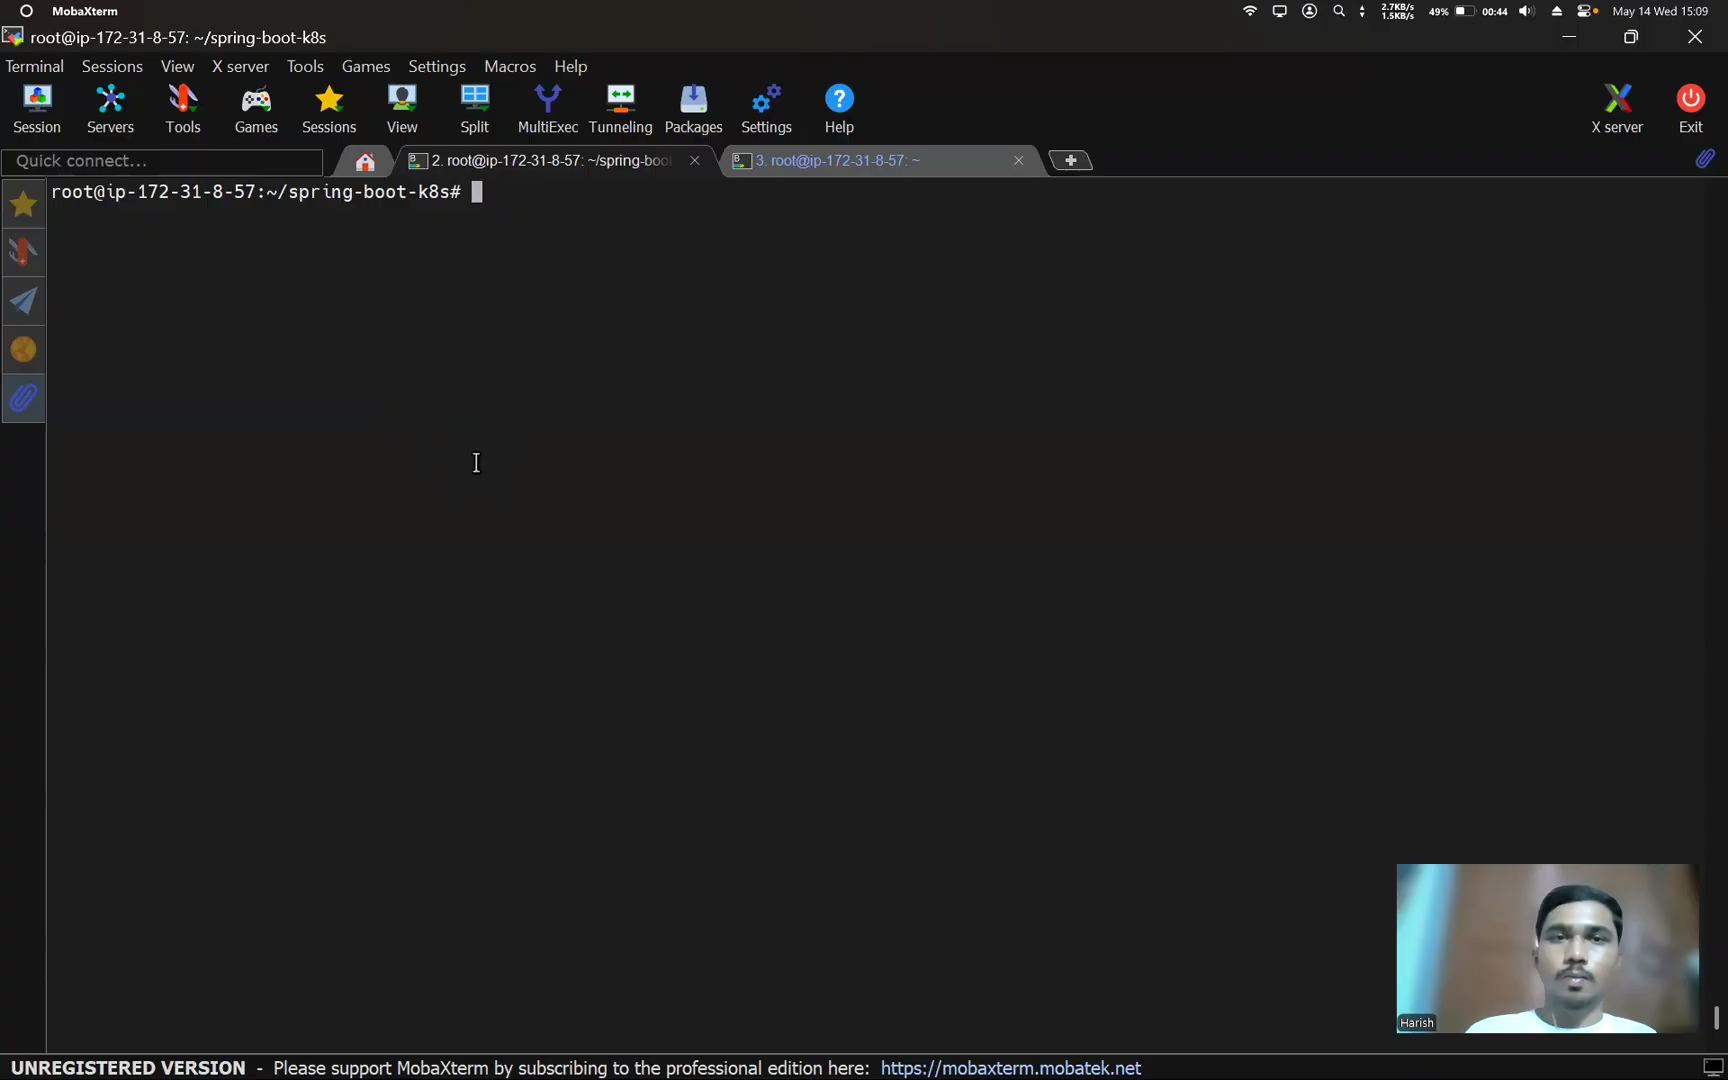 MobaXterm
2.7KB/s
1.5KB/s
49%
00:44
May 14 Wed 15:09
root@ip-172-31-8-57: ~/spring-boot-k8s
Terminal Sessions View X server Tools Games Settings Macros Help
Session Servers Tools Games Sessions View Split MultiExec Tunneling Packages Settings Help X server Exit
Quick connect...
2. root@ip-172-31-8-57: ~/spring-boo
3. root@ip-172-31-8-57: ~
root@ip-172-31-8-57:~/spring-boot-k8s#
Harish
UNREGISTERED VERSION - Please support MobaXterm by subscribing to the professional edition here: https://mobaxterm.mobatek.net